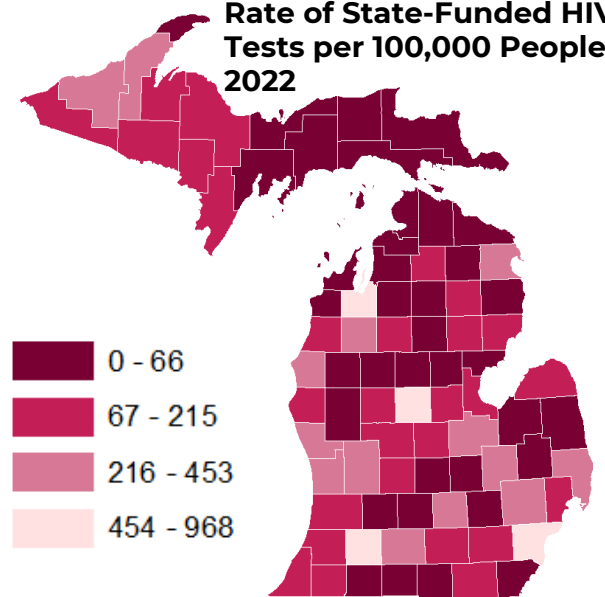 Rate of State-Funded HIV
Tests per 100,000 People
2022
0 - 66
67 - 215
216 - 453
454 - 968